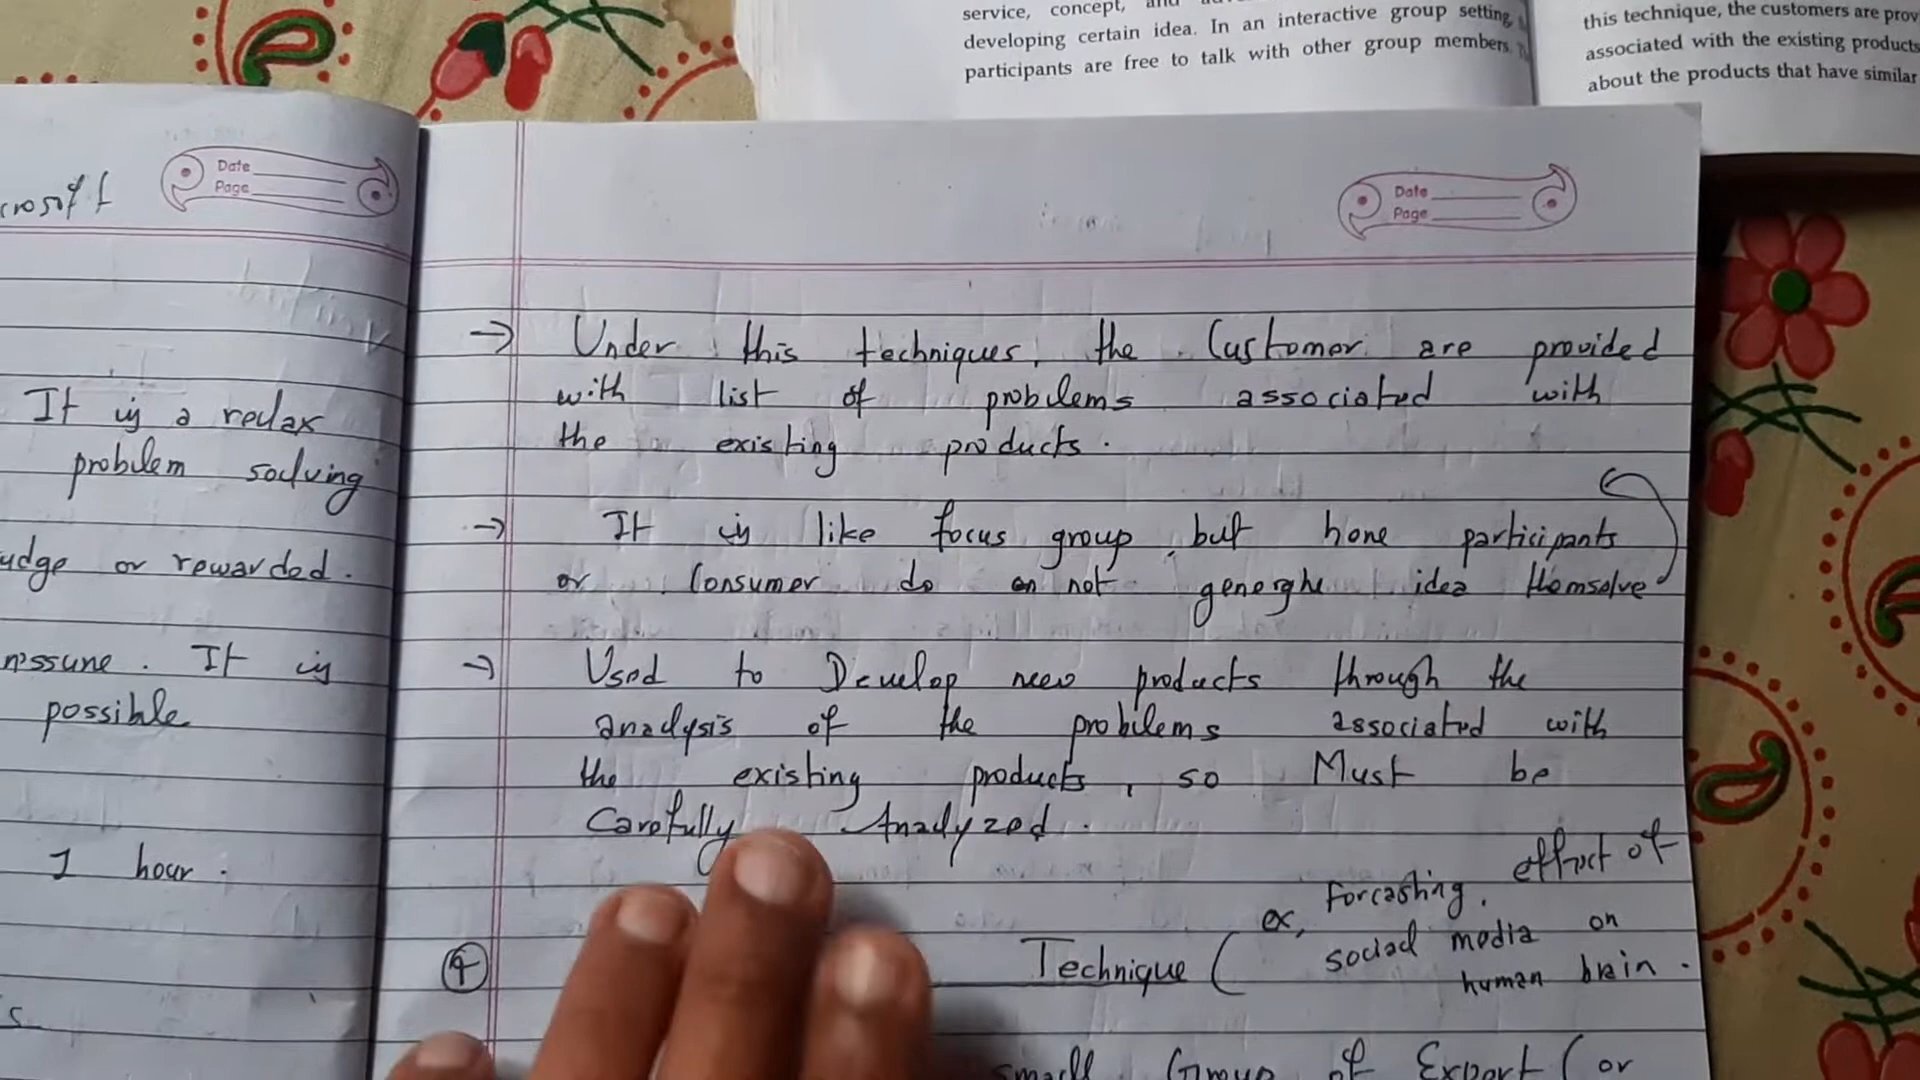 service, concept, and
developing certain idea. In an interactive group setting,
participants are free to talk with other group members.
this technique, the customers are prov
associated with the existing products
about the products that have similar
Date
Page
It is a relax
problem solving
udge or rewarded.
It is
possible
1 hour.
s
Date
Page
→ Under this techniques, the Customer are provided
with list of problems associated with
the existing products.
→ It is like focus group, but hone participants
or Consumer do not generghe idea themselve
→ Used to Develop new products through the
analysis of the problems associated with
the existing products, so Must be
Carefully Analyzed.
4 Technique ( ex, Forcashing, effect of
social media on
human brain.
small Group of Expert (or